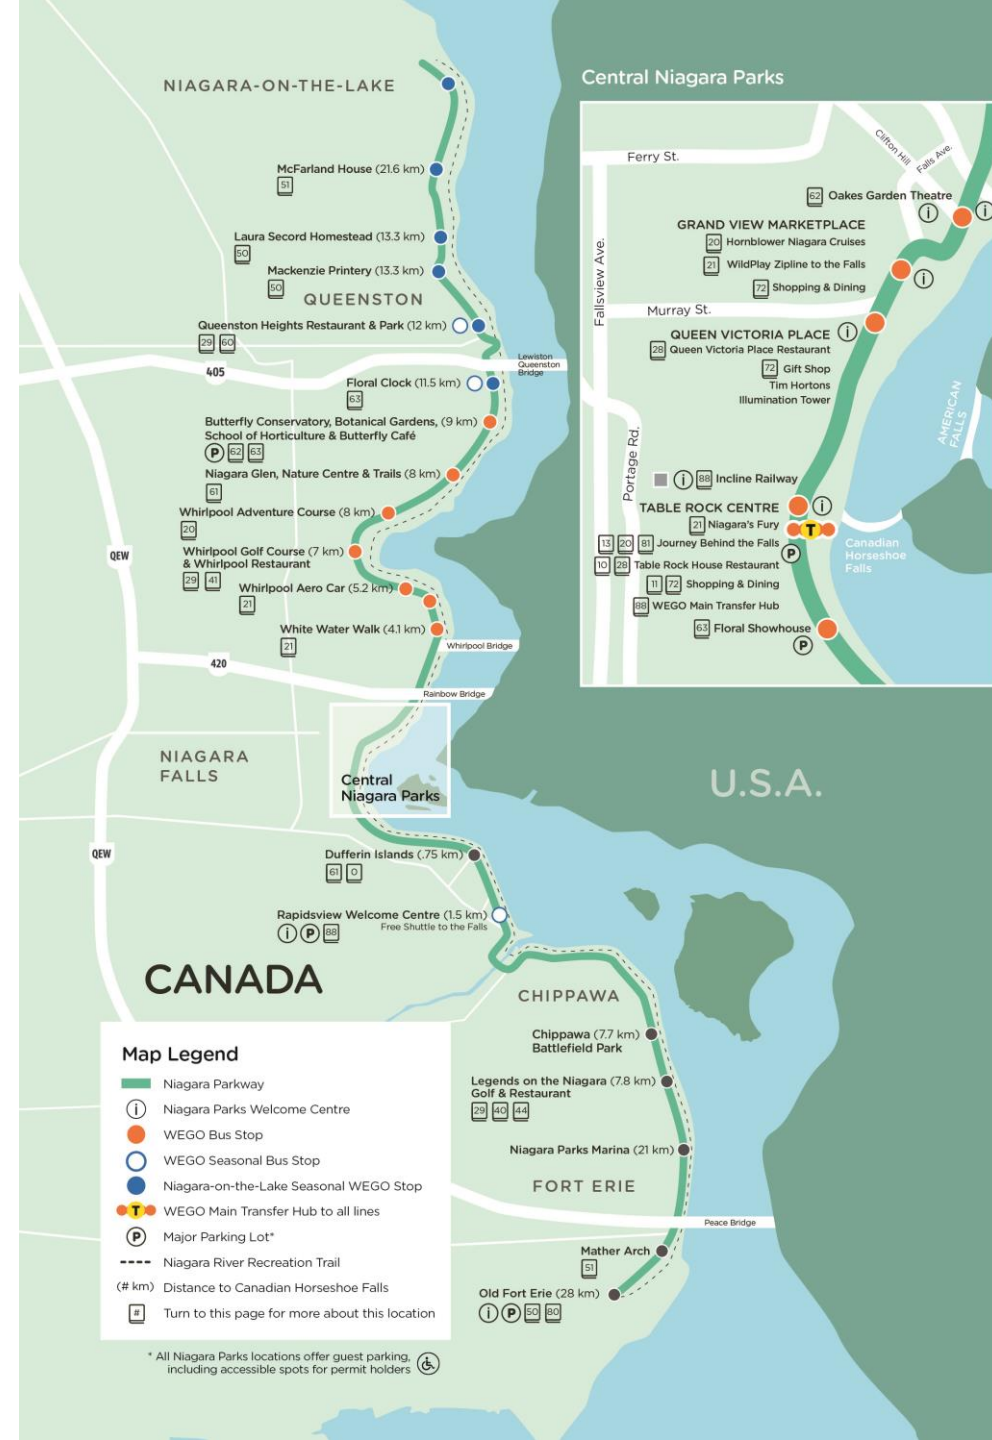 NIAGARA-ON-THE-LAKE
McFarland House (21.6 km)
51
Laura Secord Homestead (13.3 km)
50
Mackenzie Printery (13.3 km)
50
QUEENSTON
Queenston Heights Restaurant & Park (12 km)
29 60
Lewiston
Queenston
Bridge
405
Floral Clock (11.5 km)
63
Butterfly Conservatory, Botanical Gardens, (9 km)
School of Horticulture & Butterfly Café
P 62 63
Niagara Glen, Nature Centre & Trails (8 km)
61
Whirlpool Adventure Course (8 km)
20
QEW
Whirlpool Golf Course (7 km)
& Whirlpool Restaurant
29 41
Whirlpool Aero Car (5.2 km)
21
White Water Walk (4.1 km)
21
Whirlpool Bridge
420
Rainbow Bridge
NIAGARA
FALLS
Central
Niagara Parks
QEW
Dufferin Islands (.75 km)
61 0
Rapidsview Welcome Centre (1.5 km)
Free Shuttle to the Falls
i P 88
CANADA
CHIPPAWA
Chippawa (7.7 km)
Battlefield Park
Legends on the Niagara (7.8 km)
Golf & Restaurant
29 40 44
Niagara Parks Marina (21 km)
FORT ERIE
Peace Bridge
Mather Arch
51
Old Fort Erie (28 km)
i P 50 80
U.S.A.
Central Niagara Parks
Ferry St.
Clifton Hill
Falls Ave.
Fallsview Ave.
62 Oakes Garden Theatre
i i
GRAND VIEW MARKETPLACE
20 Hornblower Niagara Cruises
21 WildPlay Zipline to the Falls
i
72 Shopping & Dining
Murray St.
QUEEN VICTORIA PLACE i
28 Queen Victoria Place Restaurant
72 Gift Shop
Tim Hortons
Illumination Tower
AMERICAN
FALLS
Portage Rd.
i 88 Incline Railway
TABLE ROCK CENTRE i
21 Niagara's Fury
T
13 20 81 Journey Behind the Falls
P
10 28 Table Rock House Restaurant
11 72 Shopping & Dining
88 WEGO Main Transfer Hub
63 Floral Showhouse
P
Canadian
Horseshoe
Falls
Map Legend
Niagara Parkway
i Niagara Parks Welcome Centre
WEGO Bus Stop
WEGO Seasonal Bus Stop
Niagara-on-the-Lake Seasonal WEGO Stop
T WEGO Main Transfer Hub to all lines
P Major Parking Lot*
Niagara River Recreation Trail
(# km) Distance to Canadian Horseshoe Falls
# Turn to this page for more about this location
* All Niagara Parks locations offer guest parking,
including accessible spots for permit holders